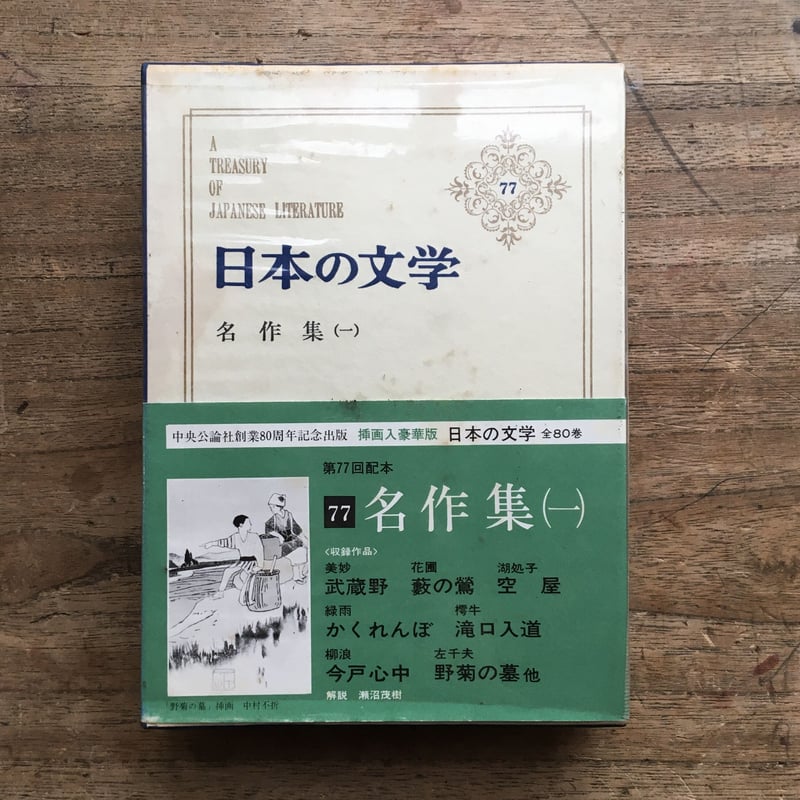 A
TREASURY
OF
JAPANESE LITERATURE
77
日本の文学
名作集(一)
中央公論社創業80周年記念出版 挿画入豪華版 日本の文学 全80巻
第77回配本
77 名作集(一)
<収録作品>
美妙 花圃 湖処子
武蔵野 藪の鶯 空屋
緑雨 樗牛
かくれんぼ 滝口入道
柳浪 左千夫
今戸心中 野菊の墓他
解説 瀬沼茂樹
「野菊の墓」挿画 中村不折